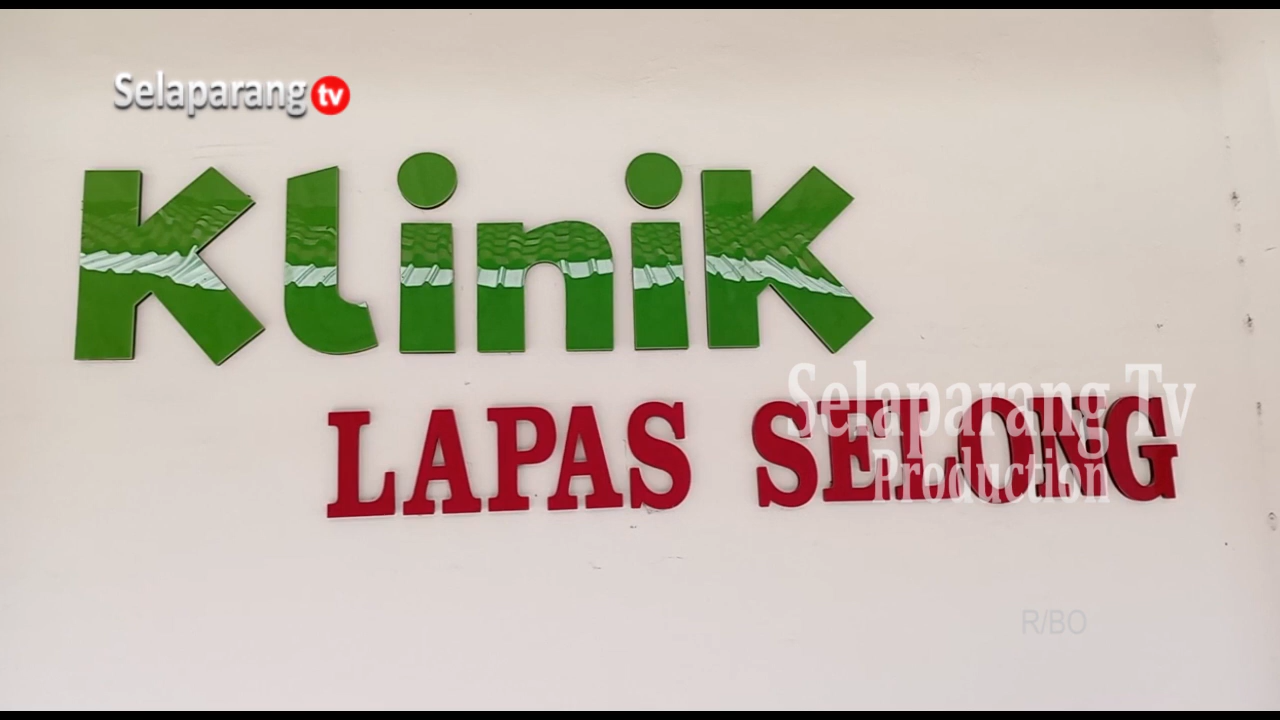 Selaparang tv
KliniK
LAPAS SELONG
Selaparang Tv
Production
R/BO